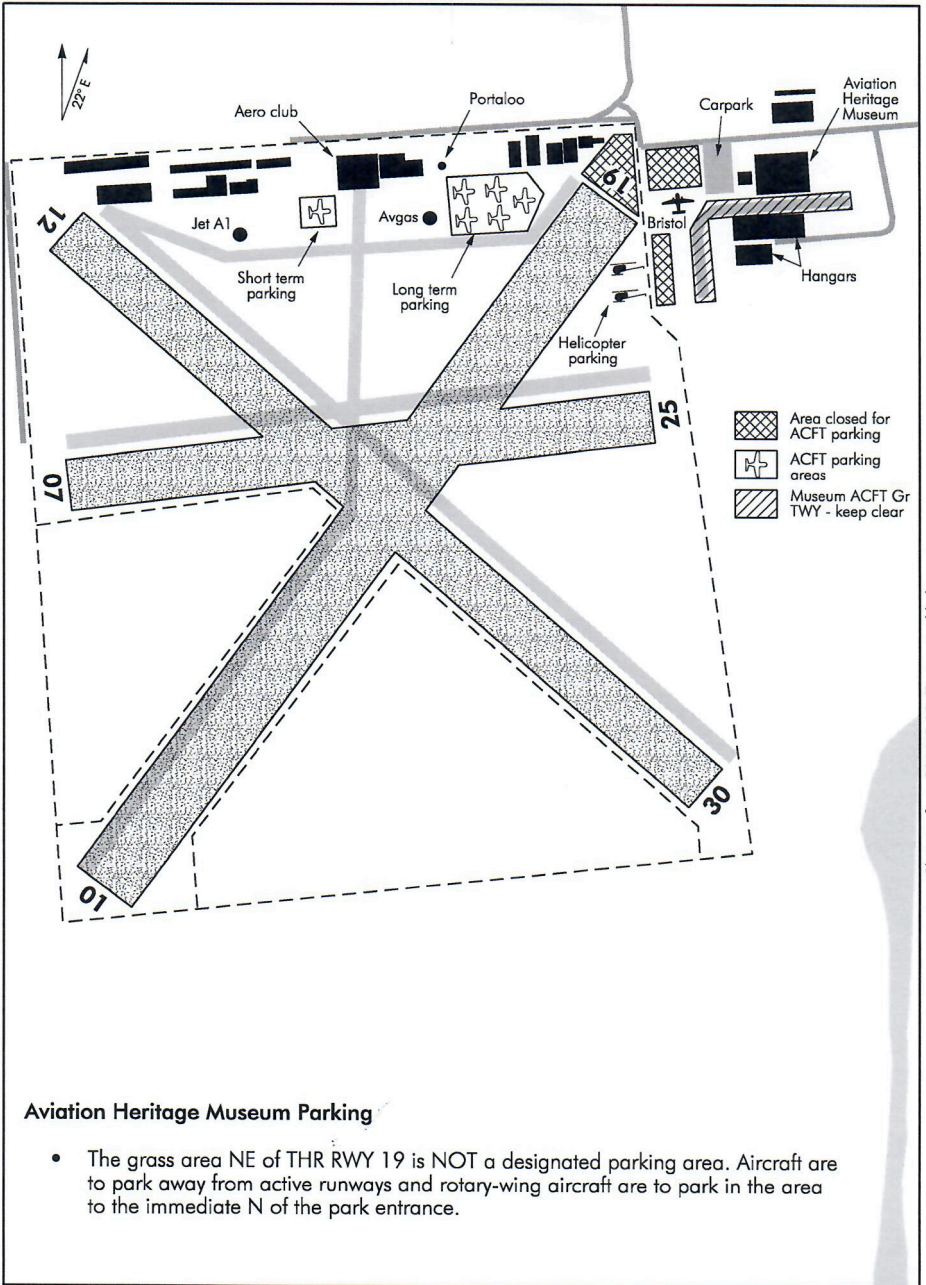 22° E
Aero club
Portaloo
Carpark
Aviation
Heritage
Museum
12
Jet A1
Avgas
19
Bristol
Short term
parking
Long term
parking
Hangars
Helicopter
parking
25
07
Area closed for
ACFT parking
ACFT parking
areas
Museum ACFT Gr
TWY - keep clear
30
01
Aviation Heritage Museum Parking
• The grass area NE of THR RWY 19 is NOT a designated parking area. Aircraft are
to park away from active runways and rotary-wing aircraft are to park in the area
to the immediate N of the park entrance.